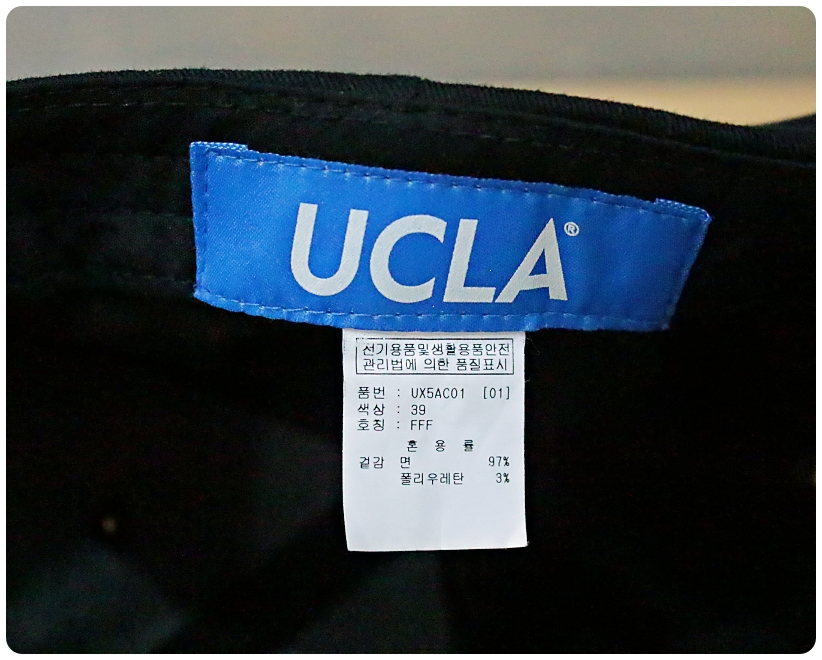 UCLA®
전기용품및생활용품안전
관리법에 의한 품질표시
품번 : UX5AC01 [01]
색상 : 39
호칭 : FFF
혼 용 률
겉감 면 97%
폴리우레탄 3%